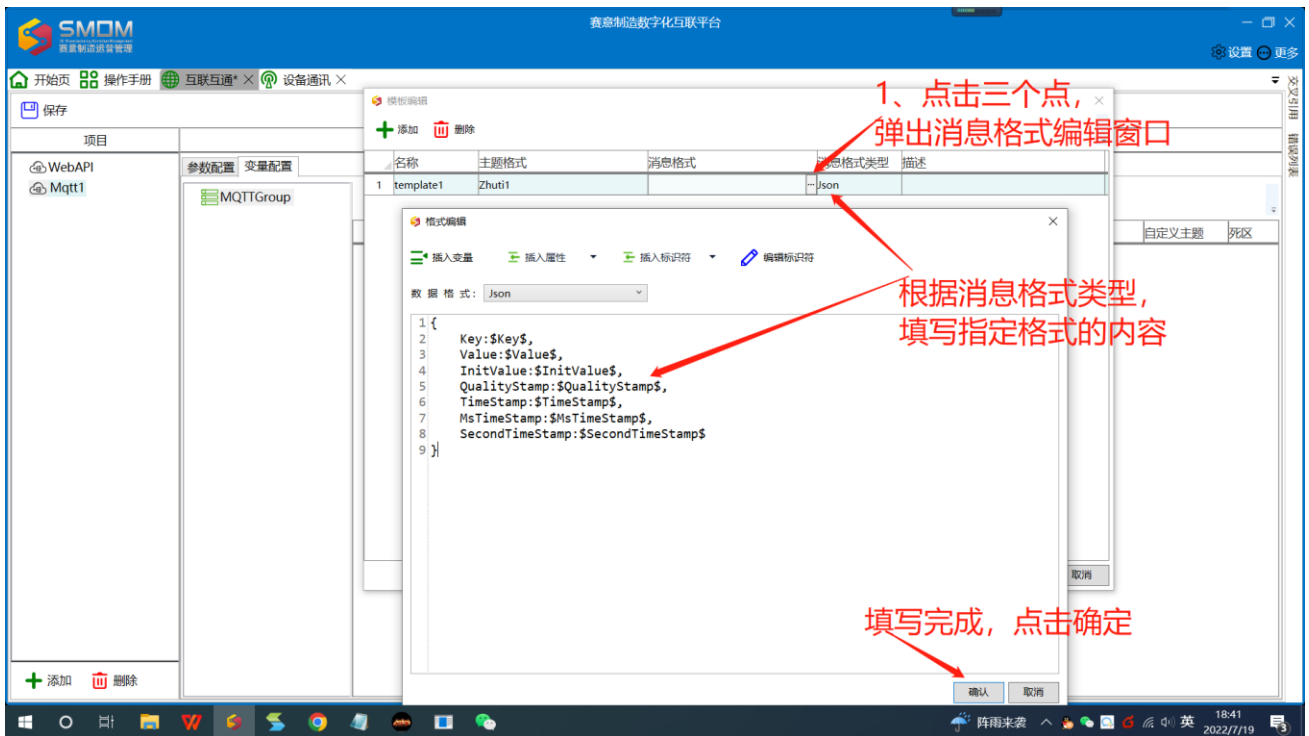 SMOM
赛意制造运营管理
赛意制造数字化互联平台
设置 更多
开始页 操作手册 互联互通* × 设备通讯 ×
保存
项目
WebAPI
Mqtt1
添加 删除
参数配置 变量配置
MQTTGroup
模板编辑
添加 删除
名称 主题格式 消息格式 消息格式类型 描述
1 template1 Zhuti1 ... Json
1、点击三个点，
弹出消息格式编辑窗口
格式编辑
插入变量 插入属性 插入标识符 编辑标识符
数 据 格 式： Json
1 {
2 Key:$Key$,
3 Value:$Value$,
4 InitValue:$InitValue$,
5 QualityStamp:$QualityStamp$,
6 TimeStamp:$TimeStamp$,
7 MsTimeStamp:$MsTimeStamp$,
8 SecondTimeStamp:$SecondTimeStamp$
9 }
根据消息格式类型，
填写指定格式的内容
自定义主题 死区
取消
填写完成，点击确定
确认 取消
交叉引用
错误列表
阵雨来袭 英 18:41
2022/7/19
3